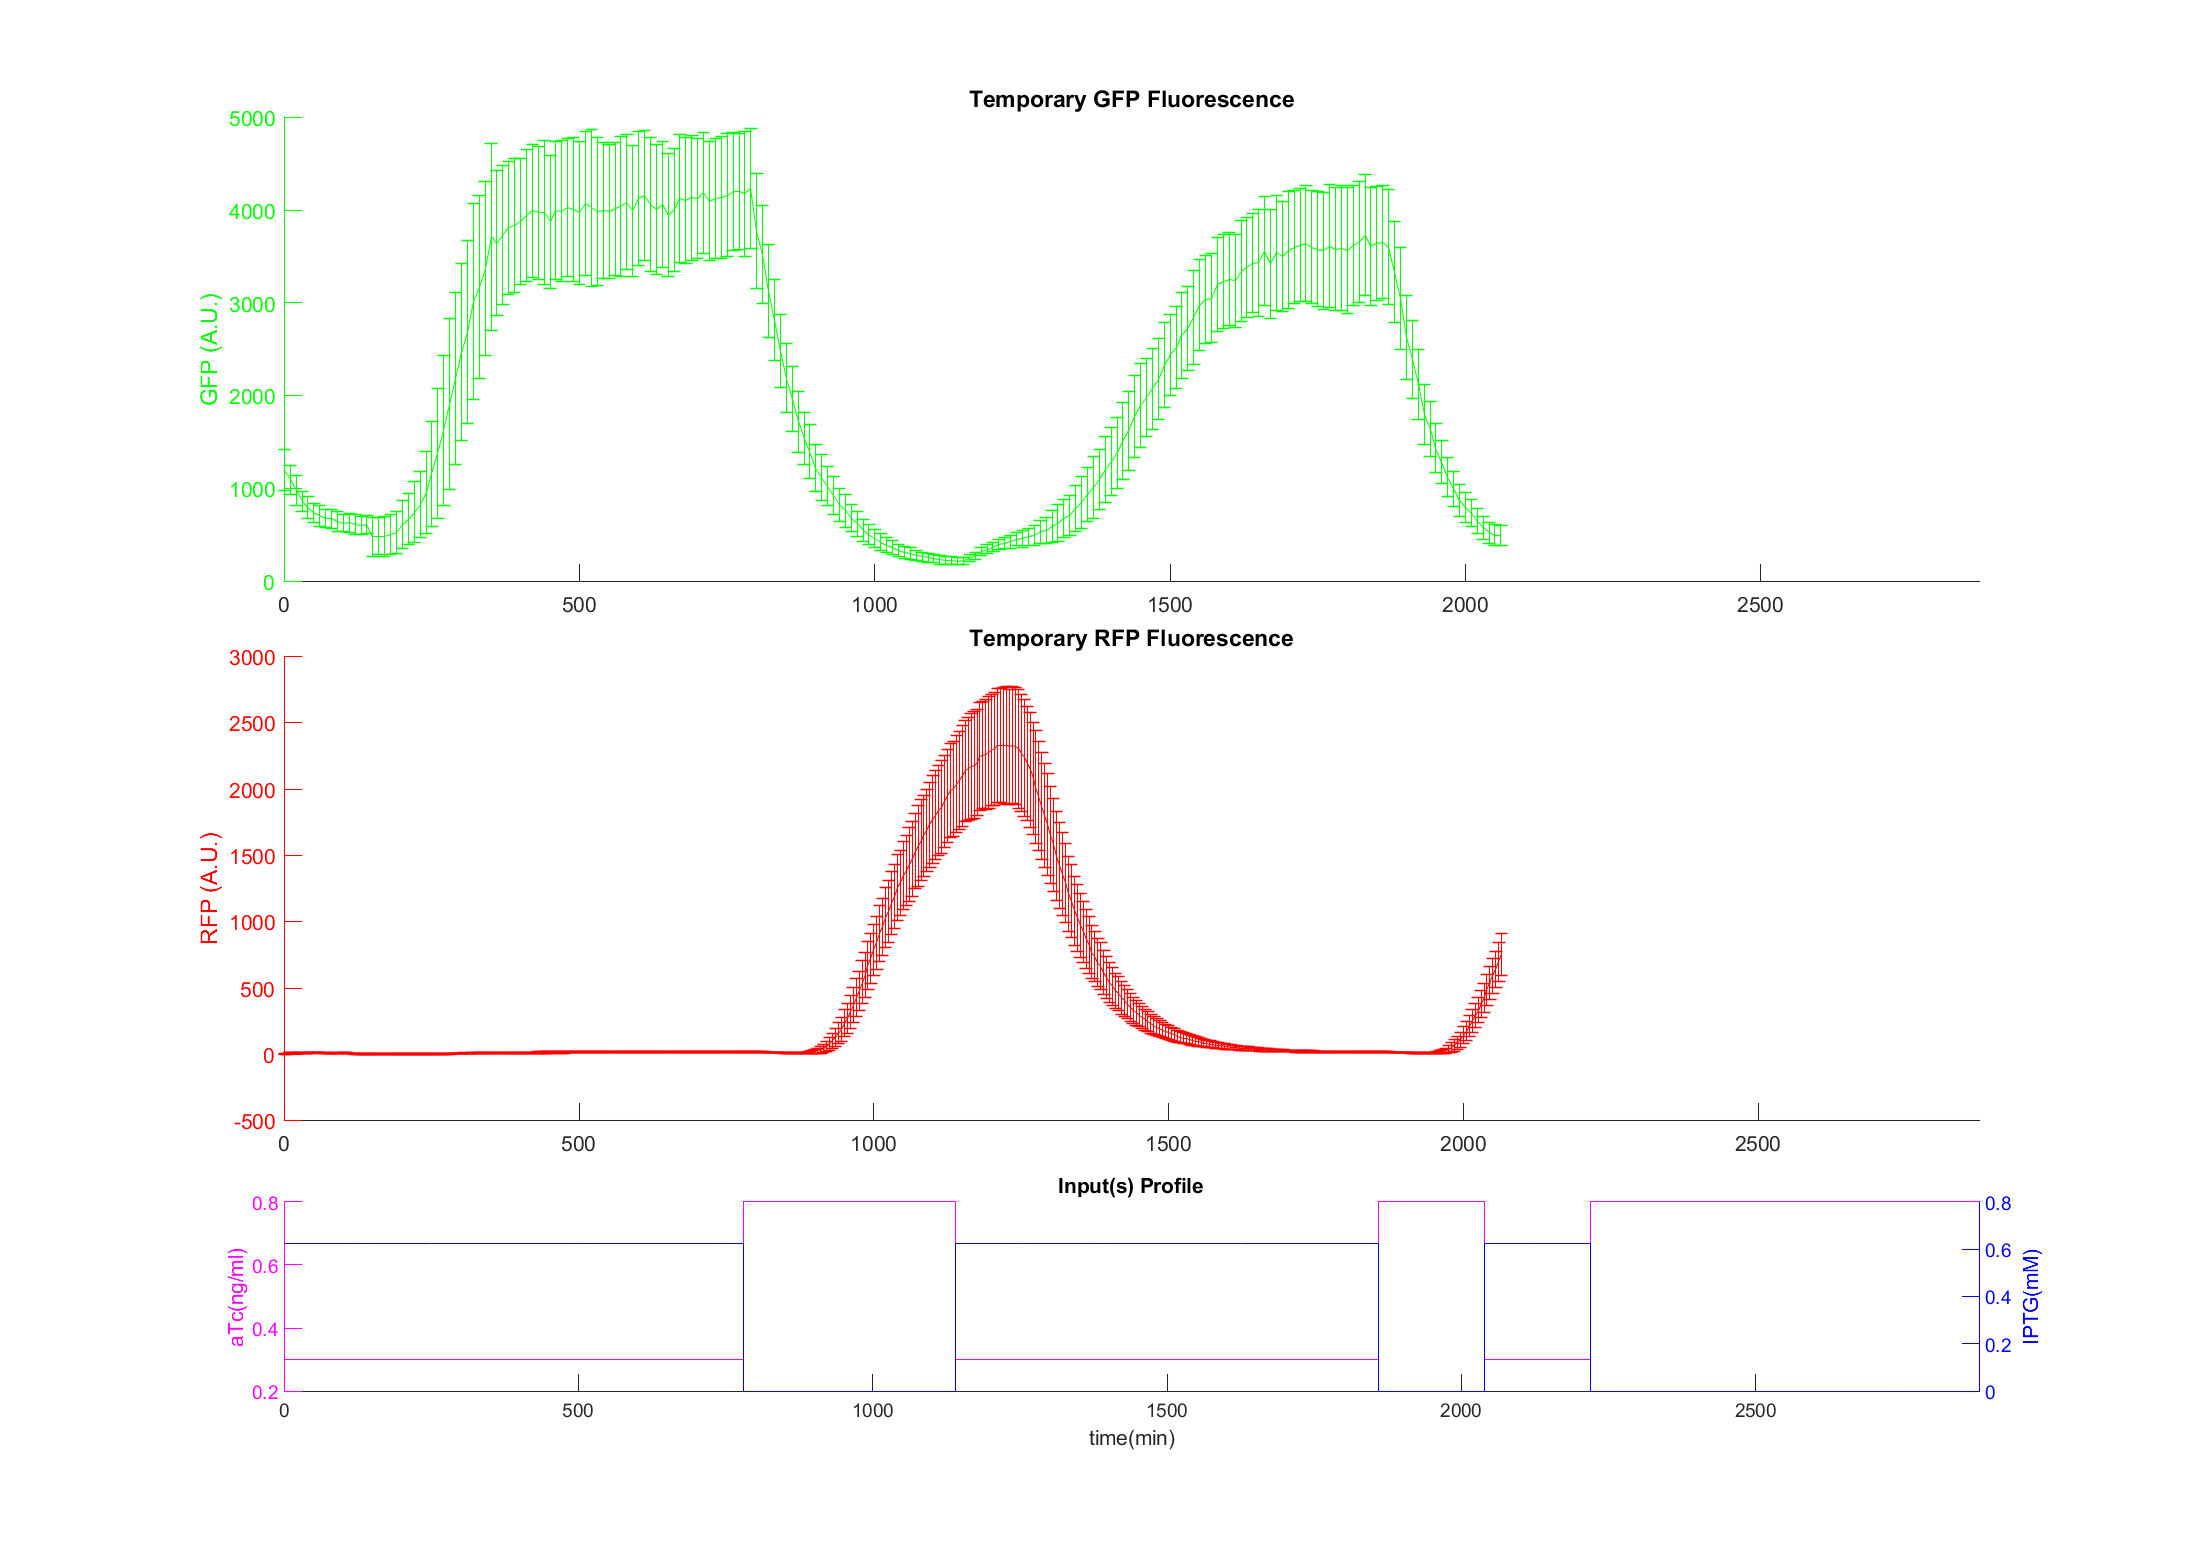 Temporary GFP Fluorescence
5000
4000
3000
2000
1000
0
GFP (A.U.)
0 500 1000 1500 2000 2500
Temporary RFP Fluorescence
3000
2500
2000
1500
1000
500
0
-500
RFP (A.U.)
0 500 1000 1500 2000 2500
Input(s) Profile
0.8
0.6
0.4
0.2
aTc(ng/ml)
0.8
0.6
0.4
0.2
0
IPTG(mM)
0 500 1000 1500 2000 2500
time(min)